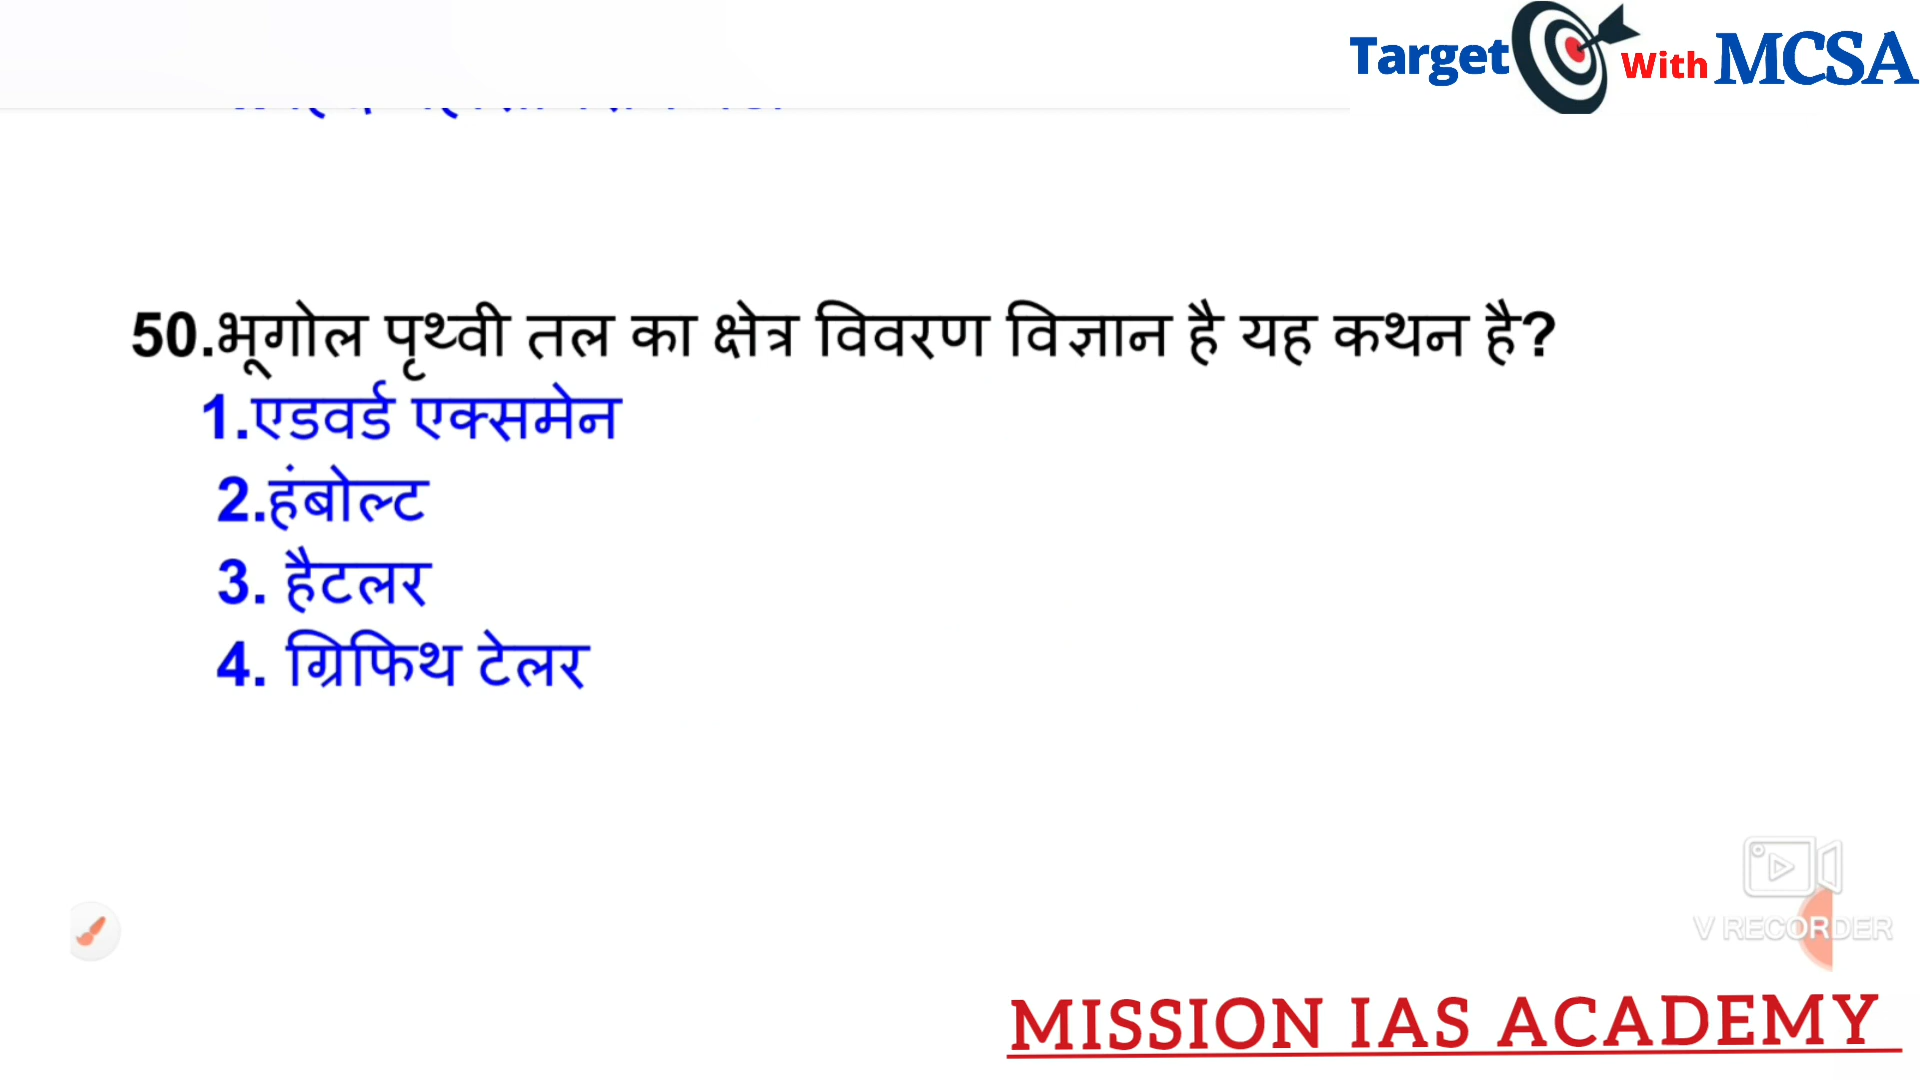 Target With MCSA
50.भूगोल पृथ्वी तल का क्षेत्र विवरण विज्ञान है यह कथन है?
1.एडवर्ड एक्समेन
2.हंबोल्ट
3. हैटलर
4. ग्रिफिथ टेलर
V RECORDER
MISSION IAS ACADEMY